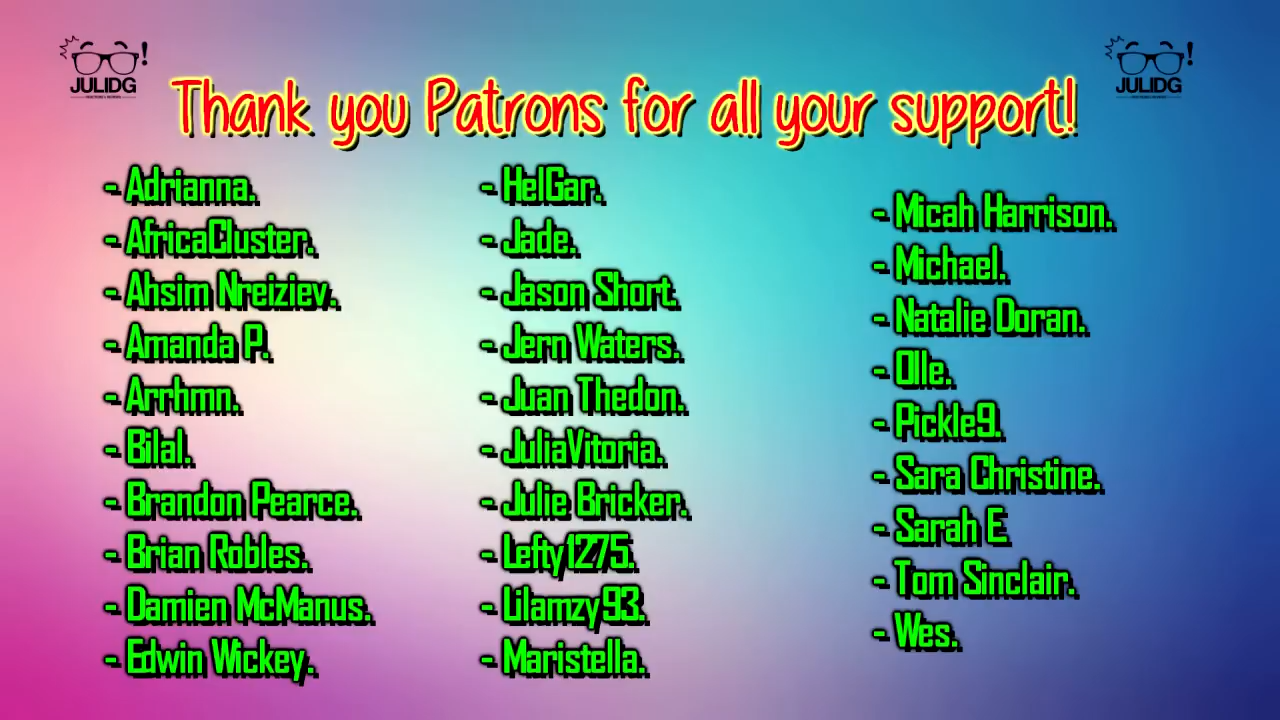 JULIDG
JULIDG
Thank you Patrons for all your support!
- Adrianna.
- AfricaCluster.
- Ahsim Nreiziev.
- Amanda P.
- Arrhmn.
- Bilal.
- Brandon Pearce.
- Brian Robles.
- Damien McManus.
- Edwin Wickey.
- HelGar.
- Jade.
- Jason Short.
- Jern Waters.
- Juan Thedon.
- JuliaVitoria.
- Julie Bricker.
- Lefty1275.
- Lilamzy93.
- Maristella.
- Micah Harrison.
- Michael.
- Natalie Doran.
- Olle.
- Pickle9.
- Sara Christine.
- Sarah E.
- Tom Sinclair.
- Wes.